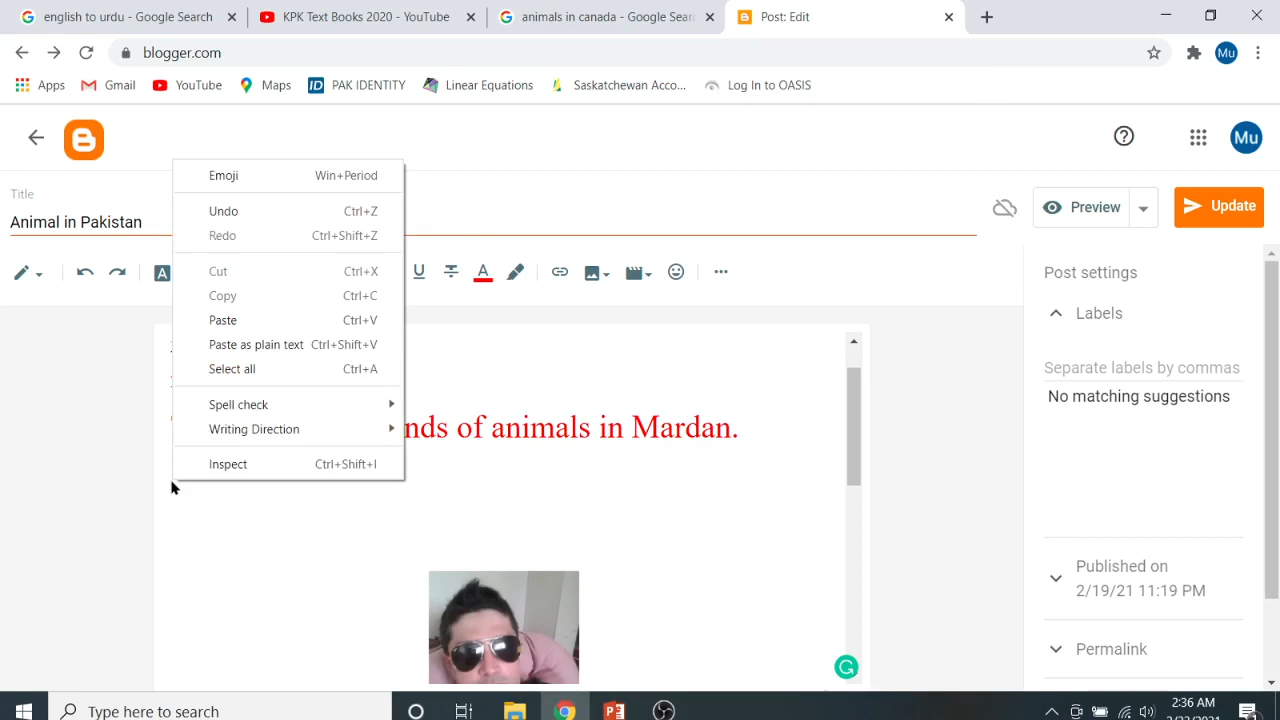 english to urdu - Google Search
KPK Text Books 2020 - YouTube
animals in canada - Google Sear
Post: Edit
blogger.com
Mu
Apps
Gmail
YouTube
Maps
ID PAK IDENTITY
Linear Equations
Saskatchewan Acco...
Log In to OASIS
Mu
Title
Animal in Pakistan
Preview
Update
Emoji Win+Period
Undo Ctrl+Z
Redo Ctrl+Shift+Z
Cut Ctrl+X
Copy Ctrl+C
Paste Ctrl+V
Paste as plain text Ctrl+Shift+V
Select all Ctrl+A
Spell check
Writing Direction
Inspect Ctrl+Shift+I
A
A
nds of animals in Mardan.
Post settings
Labels
Separate labels by commas
No matching suggestions
Published on
2/19/21 11:19 PM
Permalink
Type here to search
2:36 AM